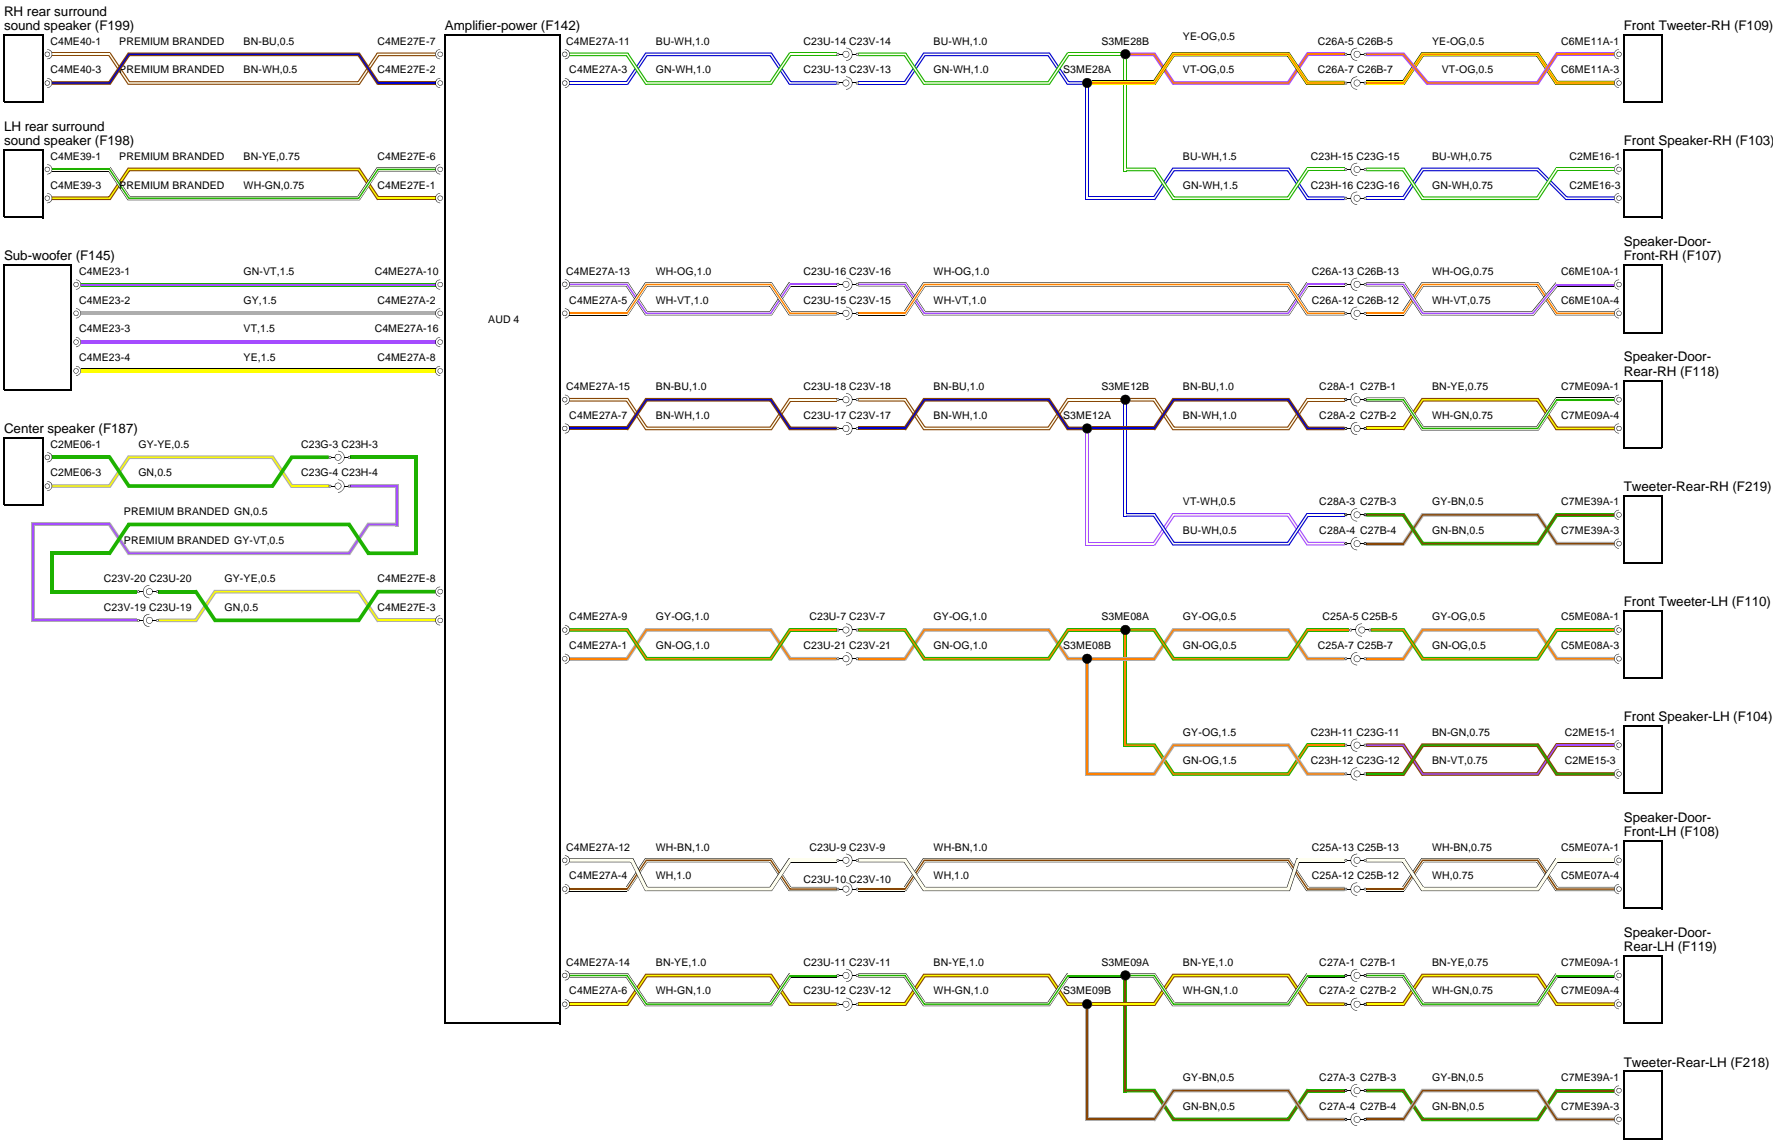 RH rear surround
sound speaker (F199)
C4ME40-1 PREMIUM BRANDED BN-BU,0.5 C4ME27E-7
C4ME40-3 PREMIUM BRANDED BN-WH,0.5 C4ME27E-2
LH rear surround
sound speaker (F198)
C4ME39-1 PREMIUM BRANDED BN-YE,0.75 C4ME27E-6
C4ME39-3 PREMIUM BRANDED WH-GN,0.75 C4ME27E-1
Sub-woofer (F145)
C4ME23-1 GN-VT,1.5 C4ME27A-10
C4ME23-2 GY,1.5 C4ME27A-2
C4ME23-3 VT,1.5 C4ME27A-16
C4ME23-4 YE,1.5 C4ME27A-8
Center speaker (F187)
C2ME06-1 GY-YE,0.5 C23G-3 C23H-3
C2ME06-3 GN,0.5 C23G-4 C23H-4
PREMIUM BRANDED GN,0.5
PREMIUM BRANDED GY-VT,0.5
C23V-20 C23U-20 GY-YE,0.5 C4ME27E-8
C23V-19 C23U-19 GN,0.5 C4ME27E-3
Amplifier-power (F142)
AUD 4
Front Tweeter-RH (F109)
C4ME27A-11 BU-WH,1.0 C23U-14 C23V-14 BU-WH,1.0 S3ME28B YE-OG,0.5 C26A-5 C26B-5 YE-OG,0.5 C6ME11A-1
C4ME27A-3 GN-WH,1.0 C23U-13 C23V-13 GN-WH,1.0 S3ME28A VT-OG,0.5 C26A-7 C26B-7 VT-OG,0.5 C6ME11A-3
Front Speaker-RH (F103)
BU-WH,1.5 C23H-15 C23G-15 BU-WH,0.75 C2ME16-1
GN-WH,1.5 C23H-16 C23G-16 GN-WH,0.75 C2ME16-3
Speaker-Door-
Front-RH (F107)
C4ME27A-13 WH-OG,1.0 C23U-16 C23V-16 WH-OG,1.0 C26A-13 C26B-13 WH-OG,0.75 C6ME10A-1
C4ME27A-5 WH-VT,1.0 C23U-15 C23V-15 WH-VT,1.0 C26A-12 C26B-12 WH-VT,0.75 C6ME10A-4
Speaker-Door-
Rear-RH (F118)
C4ME27A-15 BN-BU,1.0 C23U-18 C23V-18 BN-BU,1.0 S3ME12B BN-BU,1.0 C28A-1 C27B-1 BN-YE,0.75 C7ME09A-1
C4ME27A-7 BN-WH,1.0 C23U-17 C23V-17 BN-WH,1.0 S3ME12A BN-WH,1.0 C28A-2 C27B-2 WH-GN,0.75 C7ME09A-4
Tweeter-Rear-RH (F219)
VT-WH,0.5 C28A-3 C27B-3 GY-BN,0.5 C7ME39A-1
BU-WH,0.5 C28A-4 C27B-4 GN-BN,0.5 C7ME39A-3
Front Tweeter-LH (F110)
C4ME27A-9 GY-OG,1.0 C23U-7 C23V-7 GY-OG,1.0 S3ME08A GY-OG,0.5 C25A-5 C25B-5 GY-OG,0.5 C5ME08A-1
C4ME27A-1 GN-OG,1.0 C23U-21 C23V-21 GN-OG,1.0 S3ME08B GN-OG,0.5 C25A-7 C25B-7 GN-OG,0.5 C5ME08A-3
Front Speaker-LH (F104)
GY-OG,1.5 C23H-11 C23G-11 BN-GN,0.75 C2ME15-1
GN-OG,1.5 C23H-12 C23G-12 BN-VT,0.75 C2ME15-3
Speaker-Door-
Front-LH (F108)
C4ME27A-12 WH-BN,1.0 C23U-9 C23V-9 WH-BN,1.0 C25A-13 C25B-13 WH-BN,0.75 C5ME07A-1
C4ME27A-4 WH,1.0 C23U-10 C23V-10 WH,1.0 C25A-12 C25B-12 WH,0.75 C5ME07A-4
Speaker-Door-
Rear-LH (F119)
C4ME27A-14 BN-YE,1.0 C23U-11 C23V-11 BN-YE,1.0 S3ME09A BN-YE,1.0 C27A-1 C27B-1 BN-YE,0.75 C7ME09A-1
C4ME27A-6 WH-GN,1.0 C23U-12 C23V-12 WH-GN,1.0 S3ME09B WH-GN,1.0 C27A-2 C27B-2 WH-GN,0.75 C7ME09A-4
Tweeter-Rear-LH (F218)
GY-BN,0.5 C27A-3 C27B-3 GY-BN,0.5 C7ME39A-1
GN-BN,0.5 C27A-4 C27B-4 GN-BN,0.5 C7ME39A-3